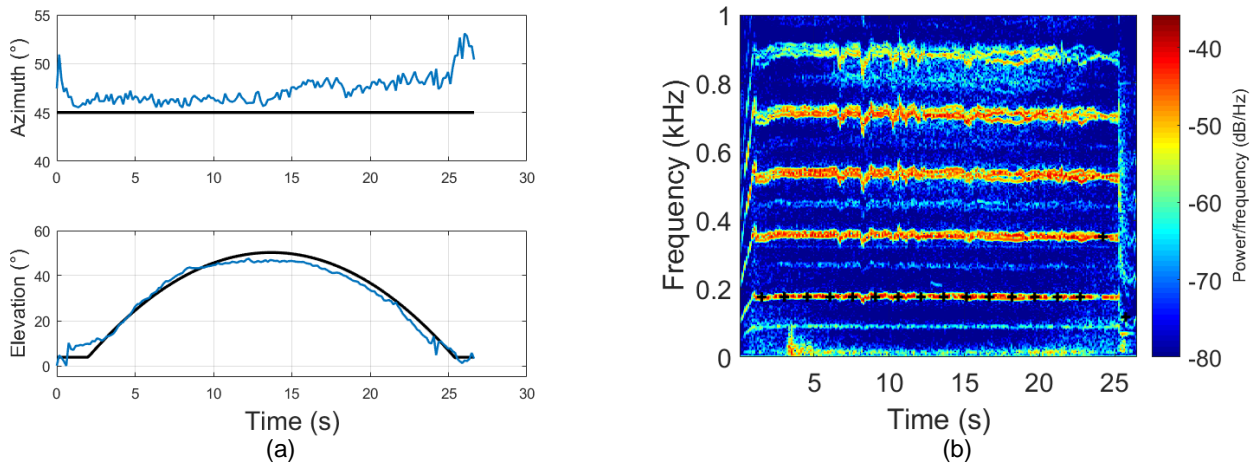 55
50
45
40
Azimuth (°)
0 5 10 15 20 25 30
60
40
20
0
Elevation (°)
0 5 10 15 20 25 30
Time (s)
(a)
1
0.8
0.6
0.4
0.2
0
Frequency (kHz)
5 10 15 20 25
Time (s)
(b)
-40
-50
-60
-70
-80
Power/frequency (dB/Hz)